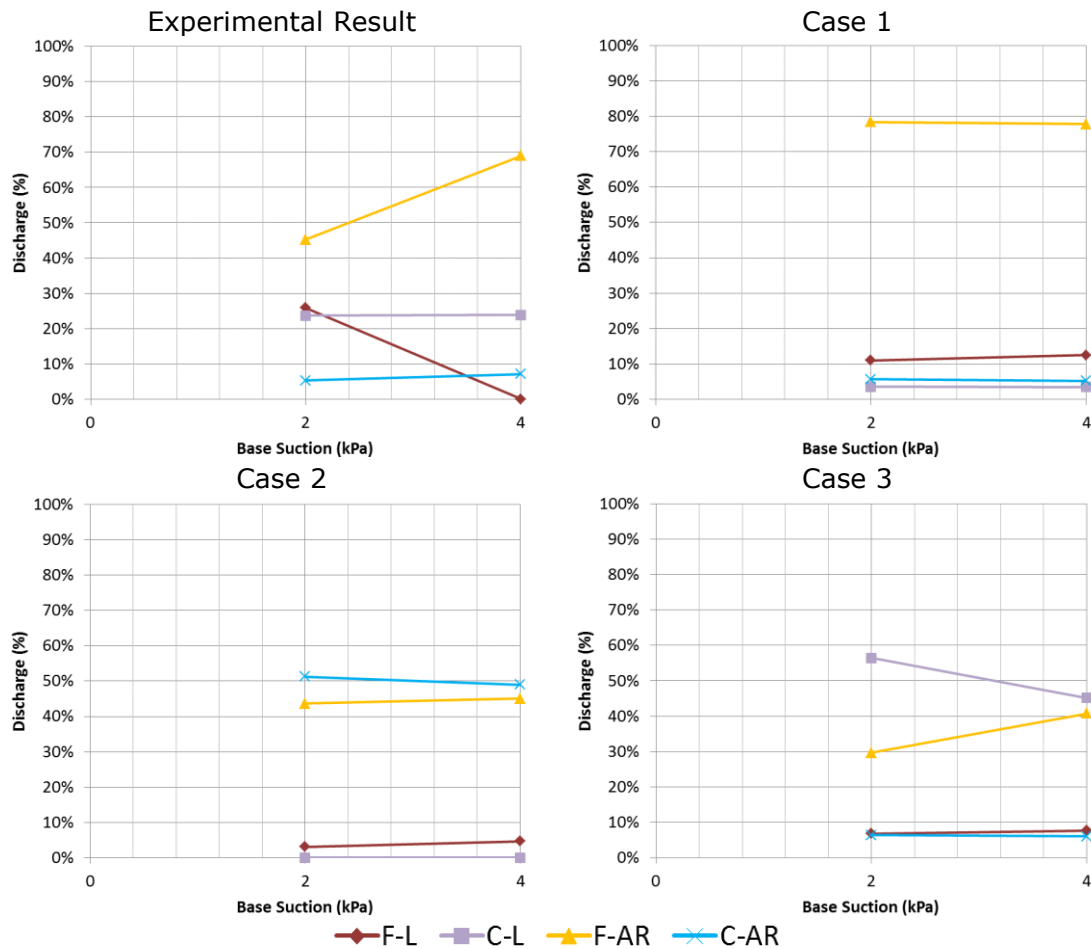 Experimental Result
100%
90%
80%
70%
60%
50%
40%
30%
20%
10%
0%
Discharge (%)
0 2 4
Base Suction (kPa)
Case 1
100%
90%
80%
70%
60%
50%
40%
30%
20%
10%
0%
Discharge (%)
0 2 4
Base Suction (kPa)
Case 2
100%
90%
80%
70%
60%
50%
40%
30%
20%
10%
0%
Discharge (%)
0 2 4
Base Suction (kPa)
Case 3
100%
90%
80%
70%
60%
50%
40%
30%
20%
10%
0%
Discharge (%)
0 2 4
Base Suction (kPa)
F-L C-L F-AR C-AR